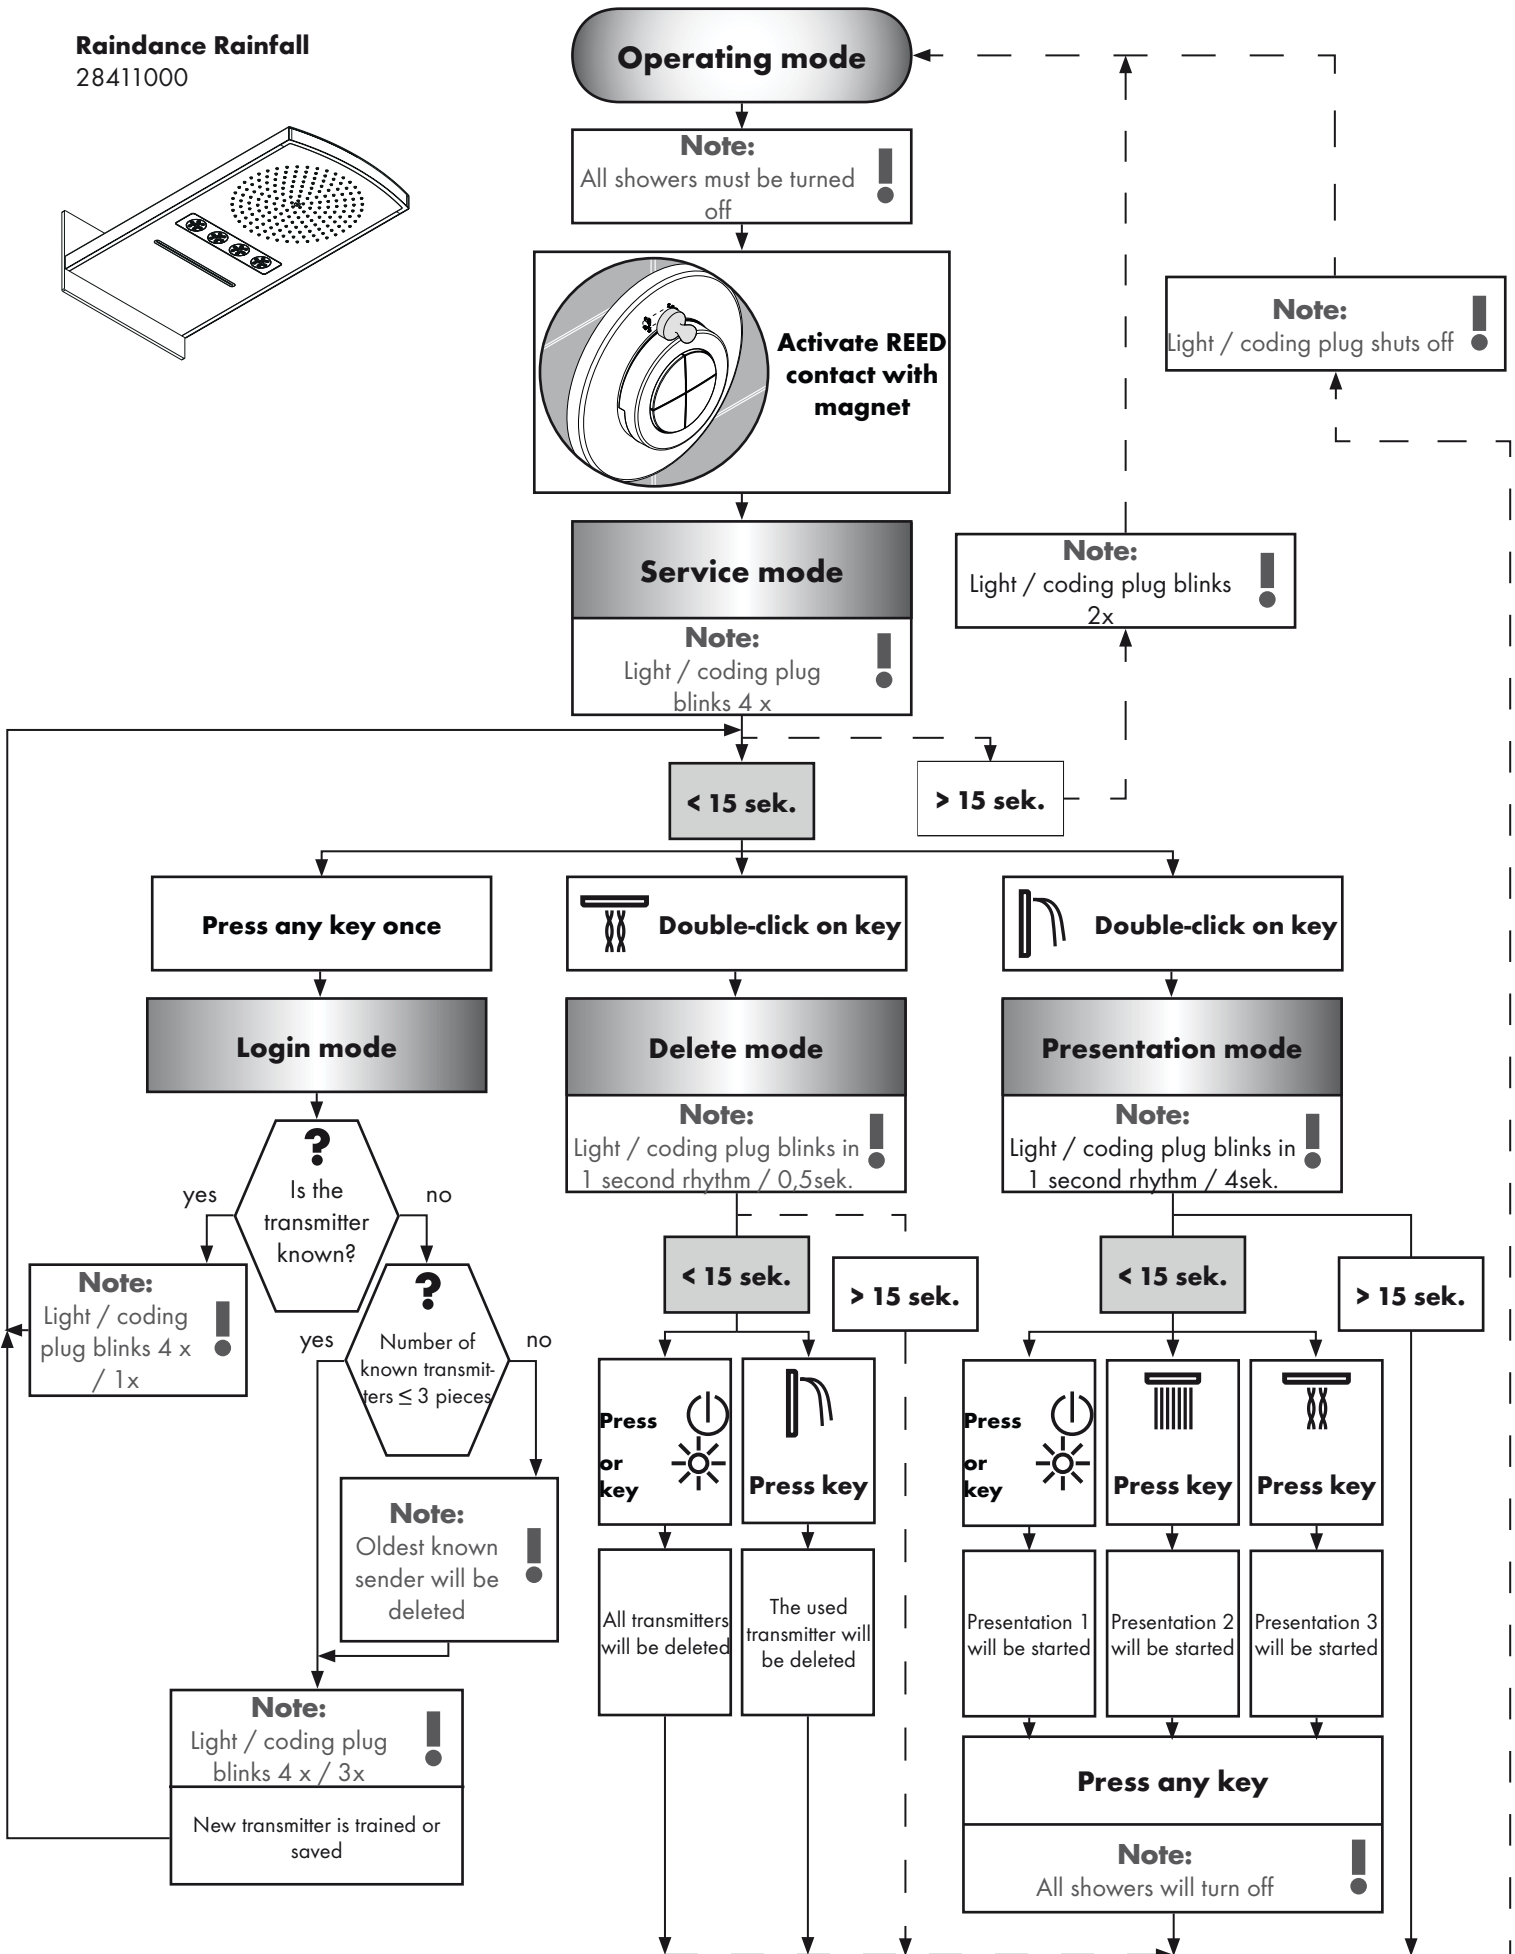 Raindance Rainfall
28411000
Operating mode
Note:
All showers must be turned
off
Activate REED
contact with
magnet
Note:
Light / coding plug shuts off
Service mode
Note:
Light / coding plug
blinks 4 x
Note:
Light / coding plug blinks
2x
< 15 sek.
> 15 sek.
Press any key once
Double-click on key
Double-click on key
Login mode
Delete mode
Note:
Light / coding plug blinks in
1 second rhythm / 0,5sek.
Presentation mode
Note:
Light / coding plug blinks in
1 second rhythm / 4sek.
?
Is the
transmitter
known?
yes
no
Note:
Light / coding
plug blinks 4 x
/ 1x
?
Number of
known transmit-
ters ≤ 3 pieces
yes
no
Note:
Oldest known
sender will be
deleted
Note:
Light / coding plug
blinks 4 x / 3x
New transmitter is trained or
saved
< 15 sek.
> 15 sek.
Press
or
key
Press key
All transmitters
will be deleted
The used
transmitter will
be deleted
< 15 sek.
> 15 sek.
Press
or
key
Press key
Press key
Presentation 1
will be started
Presentation 2
will be started
Presentation 3
will be started
Press any key
Note:
All showers will turn off